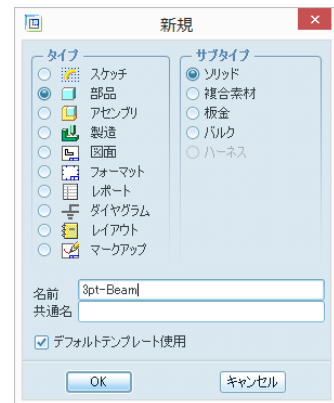 新規
タイプ
スケッチ
部品
アセンブリ
製造
図面
フォーマット
レポート
ダイヤグラム
レイアウト
マークアップ
サブタイプ
ソリッド
複合素材
板金
バルク
ハーネス
名前 3pt-Beam
共通名
デフォルトテンプレート使用
OK キャンセル